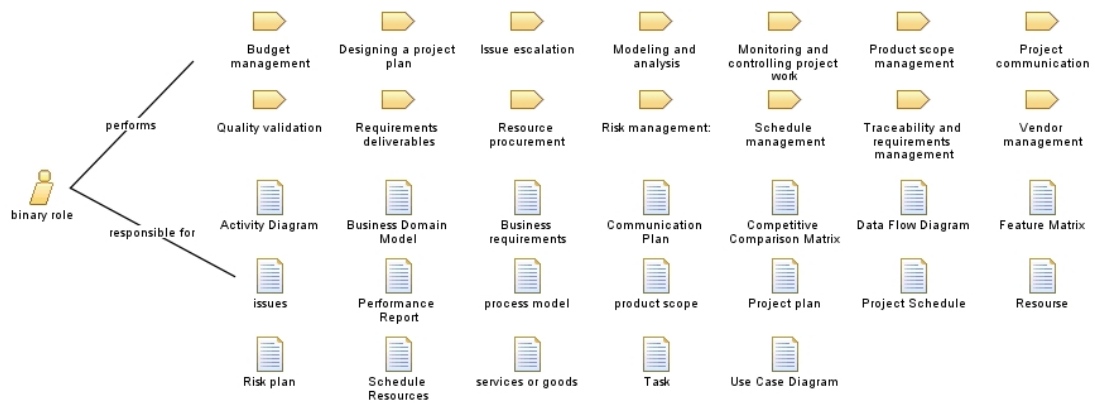 Budget management
Designing a project plan
Issue escalation
Modeling and analysis
Monitoring and controlling project work
Product scope management
Project communication
performs
Quality validation
Requirements deliverables
Resource procurement
Risk management:
Schedule management
Traceability and requirements management
Vendor management
binary role
responsible for
Activity Diagram
Business Domain Model
Business requirements
Communication Plan
Competitive Comparison Matrix
Data Flow Diagram
Feature Matrix
issues
Performance Report
process model
product scope
Project plan
Project Schedule
Resourse
Risk plan
Schedule Resources
services or goods
Task
Use Case Diagram